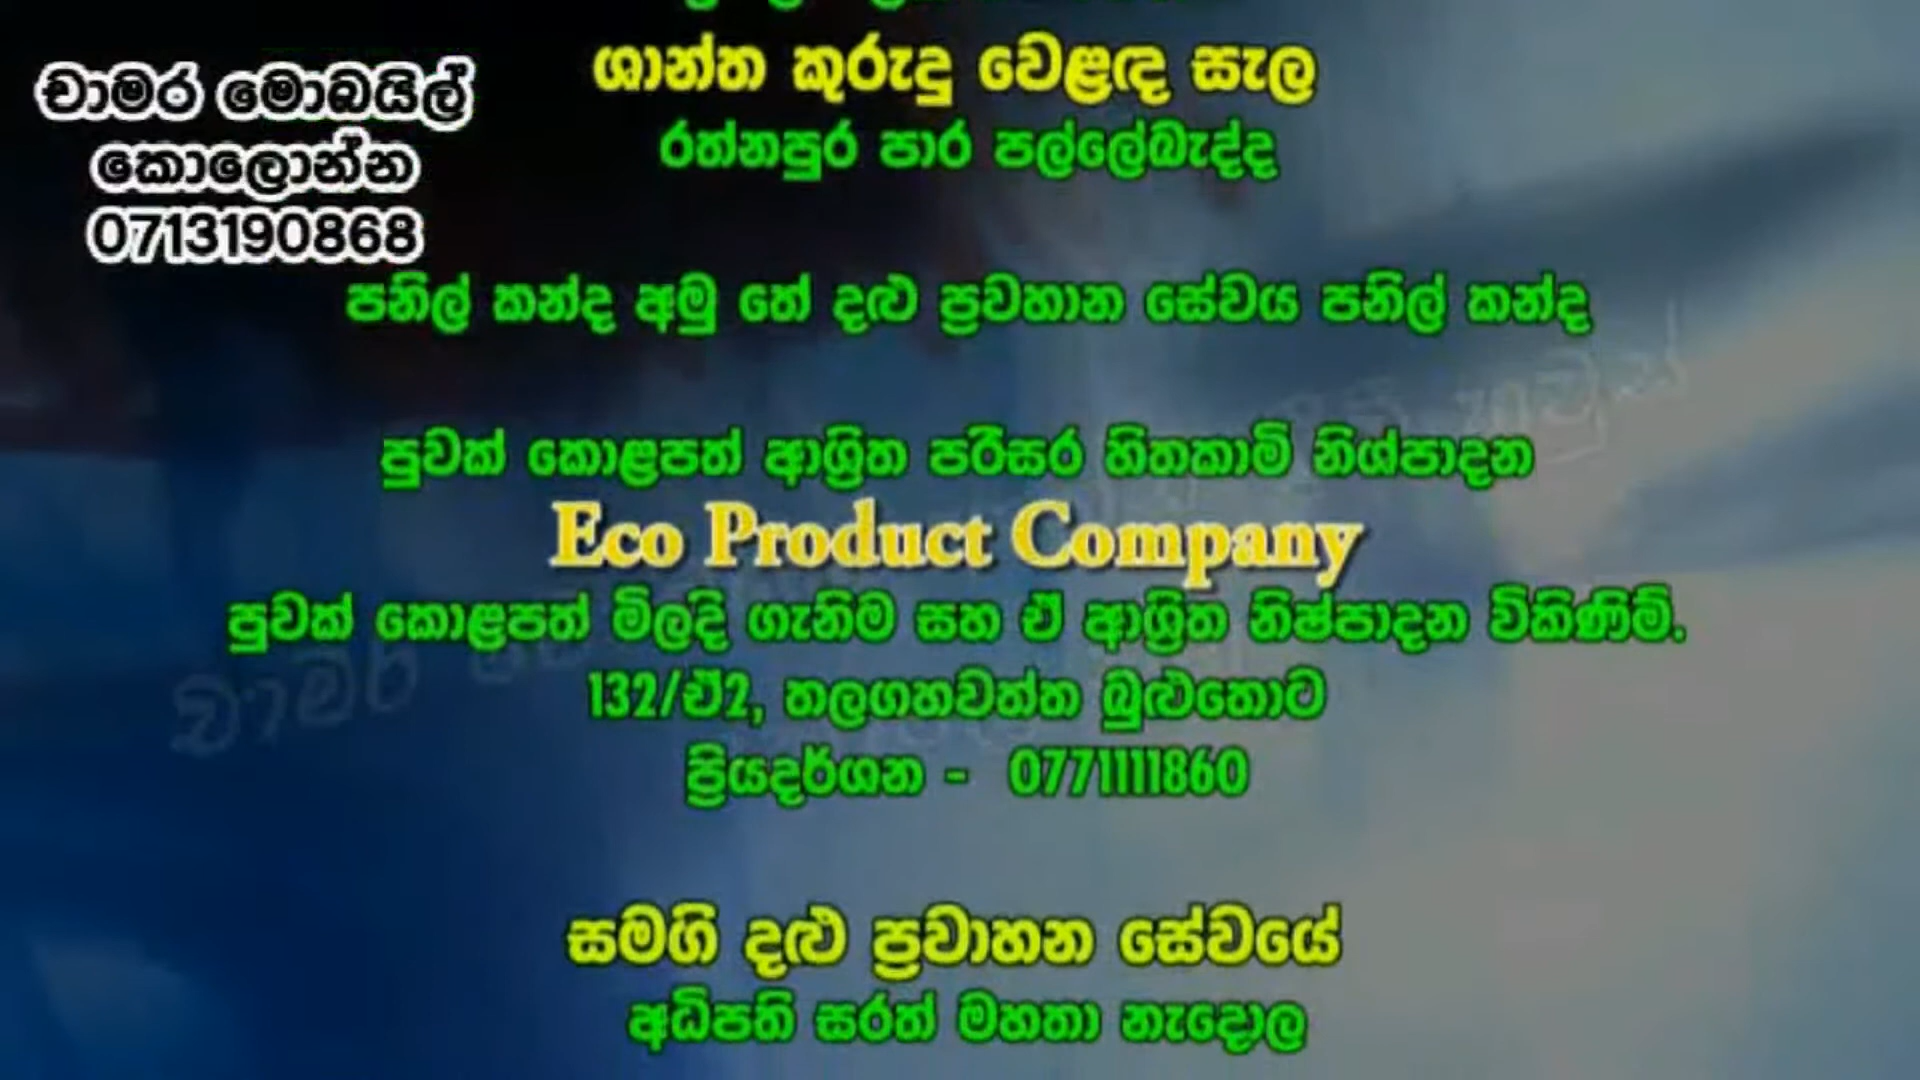 ශාන්ත කුරුදු වෙළඳ සැල
රත්නපුර පාර පල්ලේබැද්ද
චාමර මොබයිල්
කොලොන්න
0713190868
පනිල් කන්ද අමු තේ දළු ප්‍රවහාන සේවය පනිල් කන්ද
පුවක් කොළපත් ආශ්‍රිත පරිසර හිතකාමී නිශ්පාදන
Eco Product Company
පුවක් කොළපත් මිලදී ගැනීම සහ ඒ ආශ්‍රිත නිෂ්පාදන විකිණීම්.
132/ඒ2, තලගහවත්ත බුළුතොට
ප්‍රියදර්ශන - 0771111860
සමගි දළු ප්‍රවාහන සේවයේ
අධිපති සරත් මහතා නැදොල